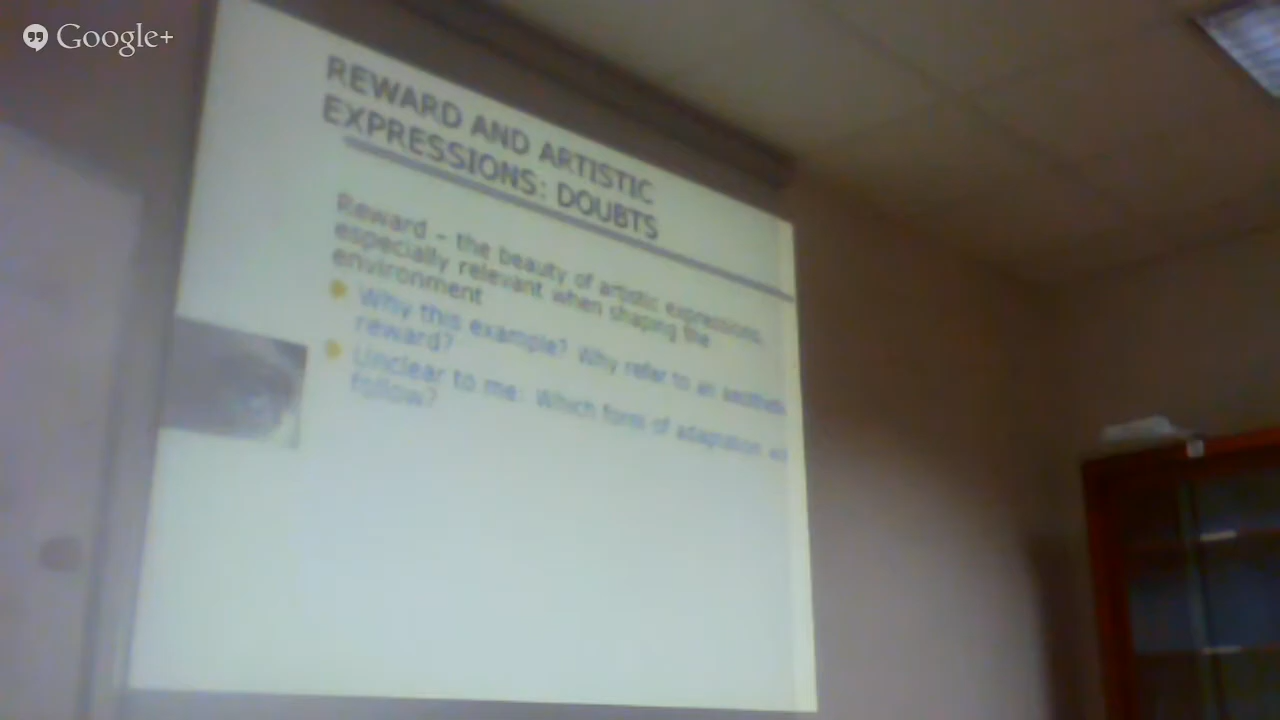 Google+
REWARD AND ARTISTIC
EXPRESSIONS: DOUBTS
Reward – the beauty of artistic expressions,
especially relevant when shaping the
environment
Why this example? Why refer to an
reward?
Unclear to me: Which form of adaptation
follow?